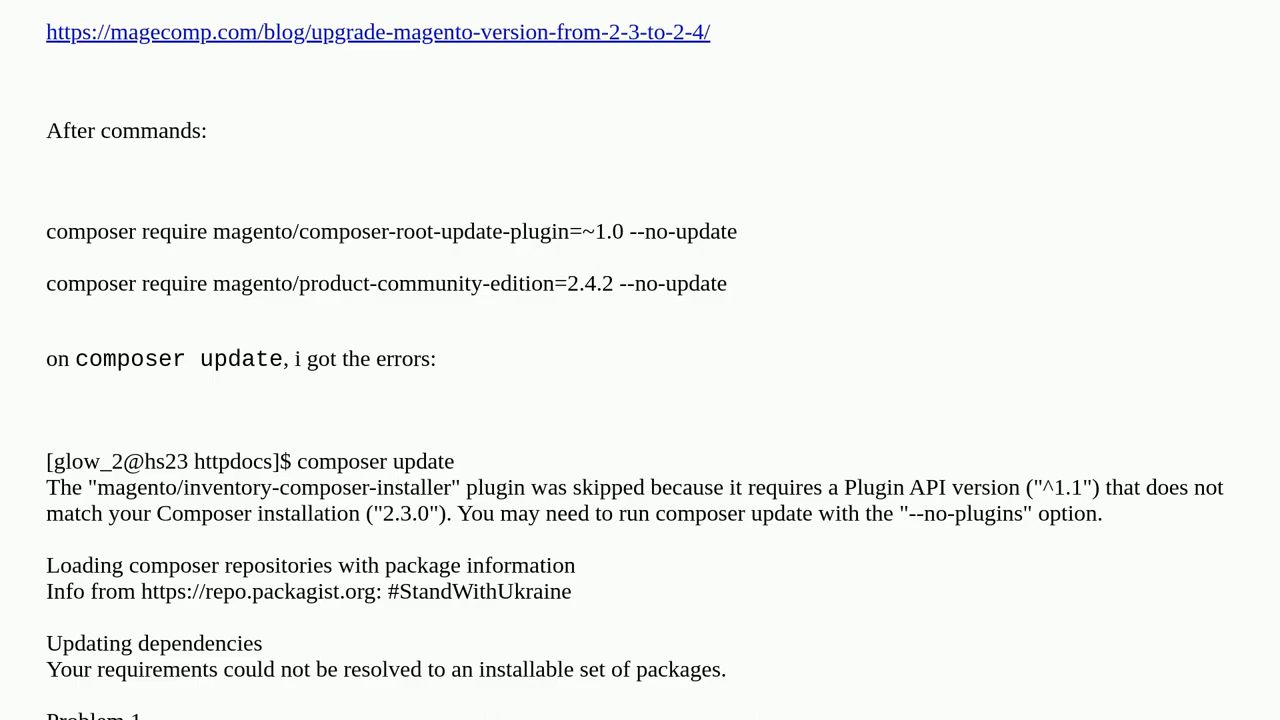 https://magecomp.com/blog/upgrade-magento-version-from-2-3-to-2-4/
After commands:
composer require magento/composer-root-update-plugin=~1.0 --no-update
composer require magento/product-community-edition=2.4.2 --no-update
on composer update, i got the errors:
[glow_2@hs23 httpdocs]$ composer update
The "magento/inventory-composer-installer" plugin was skipped because it requires a Plugin API version ("^1.1") that does not
match your Composer installation ("2.3.0"). You may need to run composer update with the "--no-plugins" option.
Loading composer repositories with package information
Info from https://repo.packagist.org: #StandWithUkraine
Updating dependencies
Your requirements could not be resolved to an installable set of packages.
Problem 1